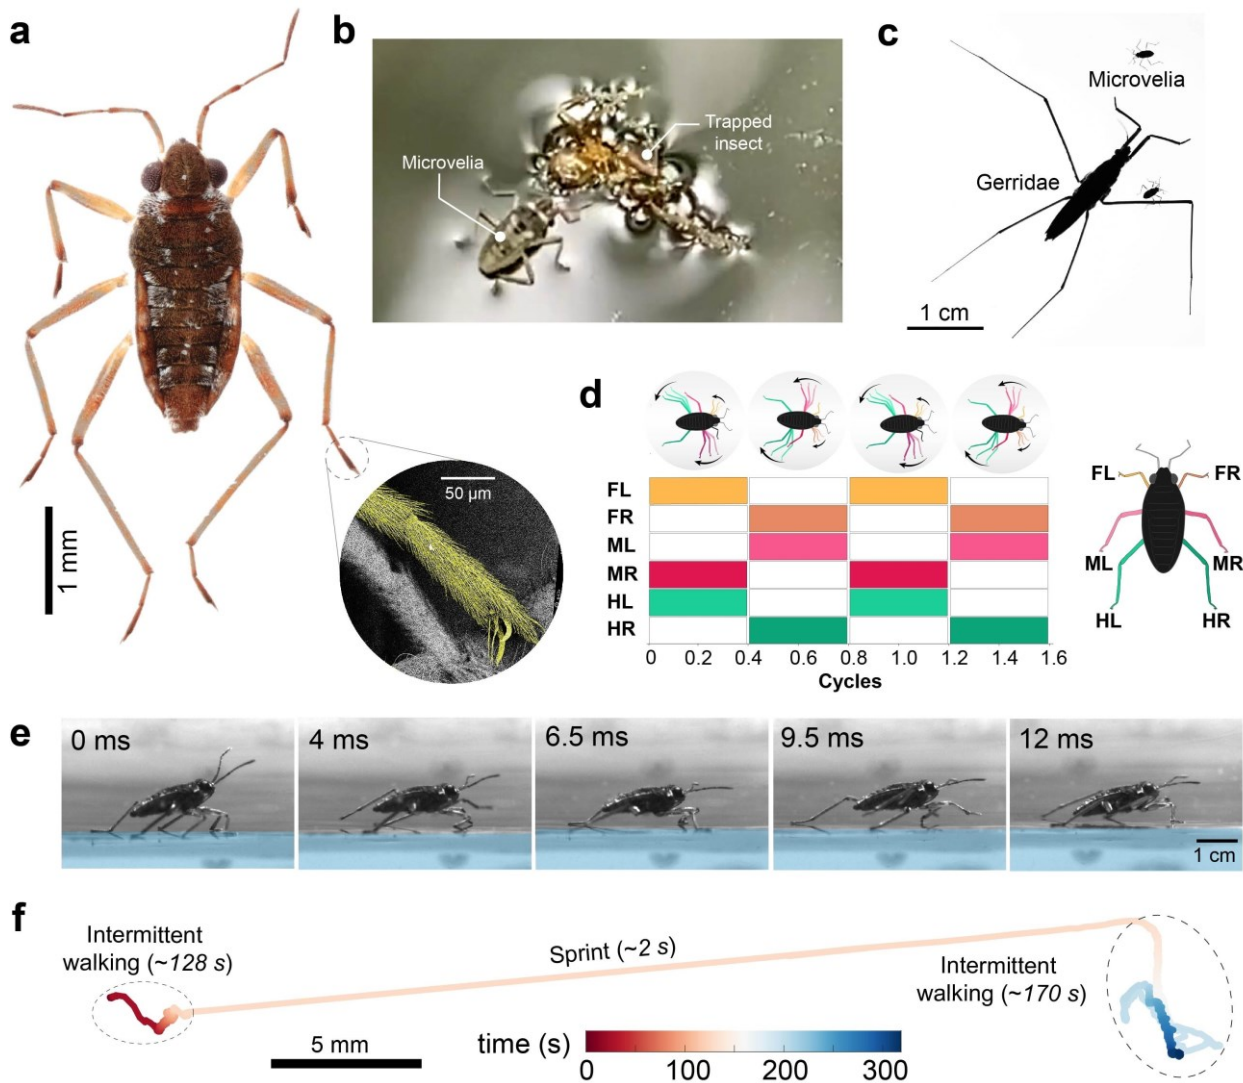 a
1 mm
50 µm
b
Microvelia
Trapped
insect
c
Microvelia
Gerridae
1 cm
d
FL
FR
ML
MR
HL
HR
0 0.2 0.4 0.6 0.8 1.0 1.2 1.4 1.6
Cycles
FL FR
ML MR
HL HR
e
0 ms
4 ms
6.5 ms
9.5 ms
12 ms
1 cm
f
Intermittent
walking (~128 s)
Sprint (~2 s)
Intermittent
walking (~170 s)
5 mm
time (s)
0 100 200 300